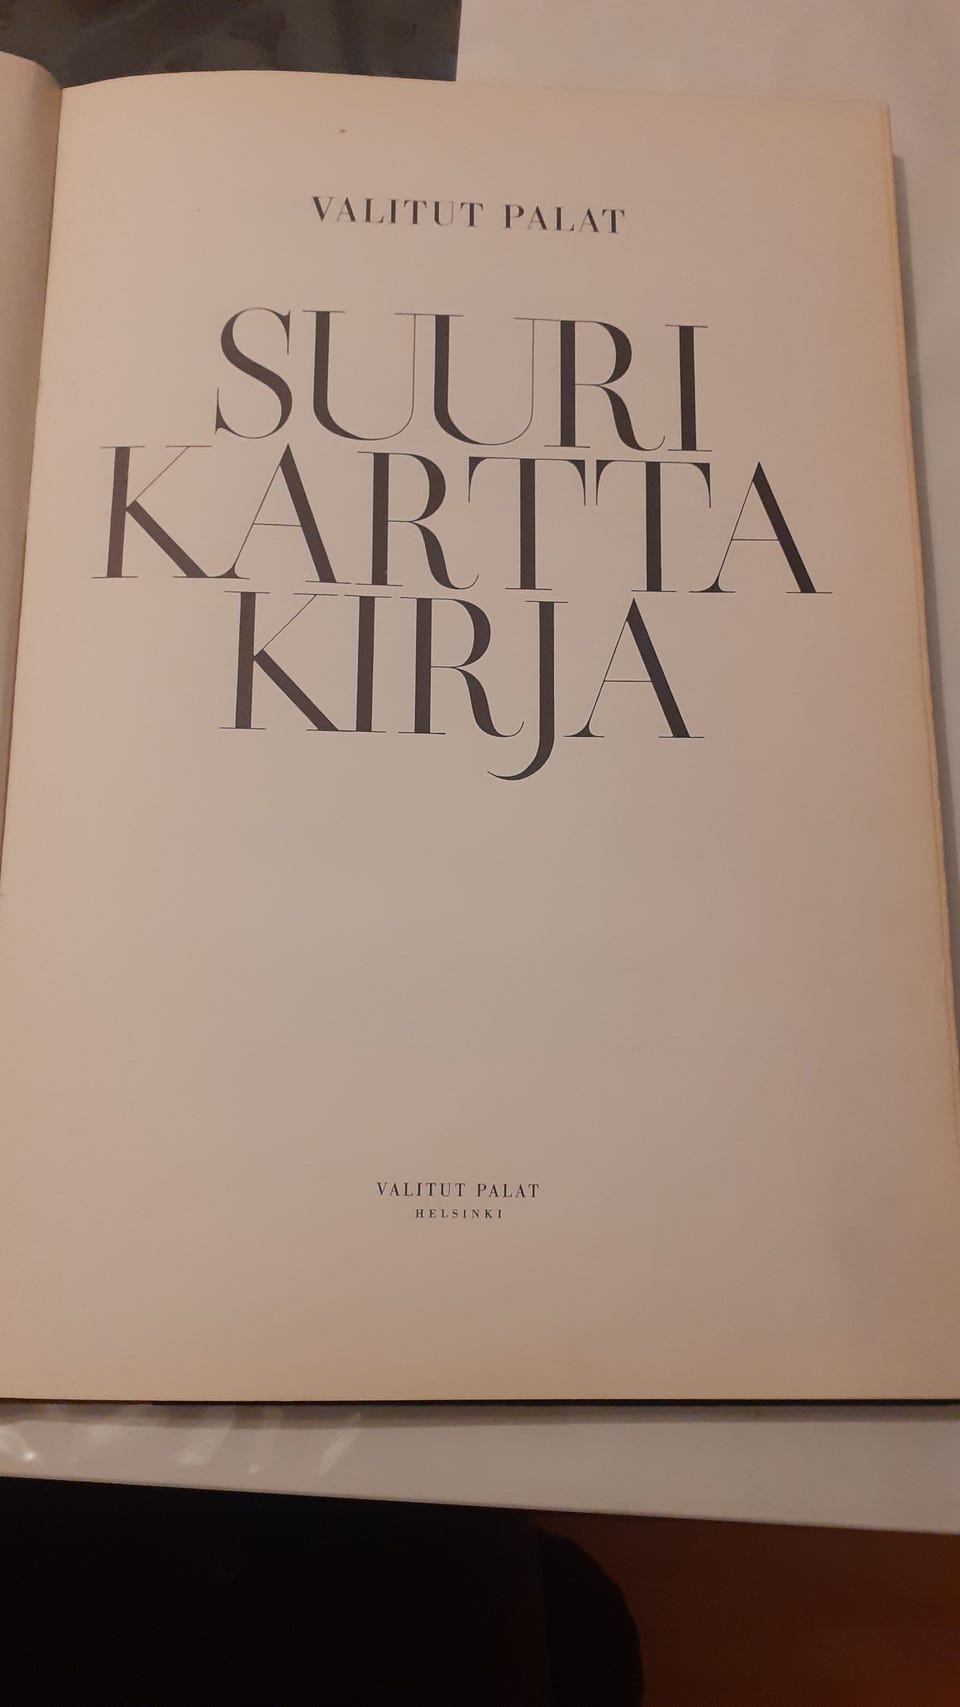 VALITUT PALAT
SUURI
KARTTA
KIRJA
VALITUT PALAT
HELSINKI